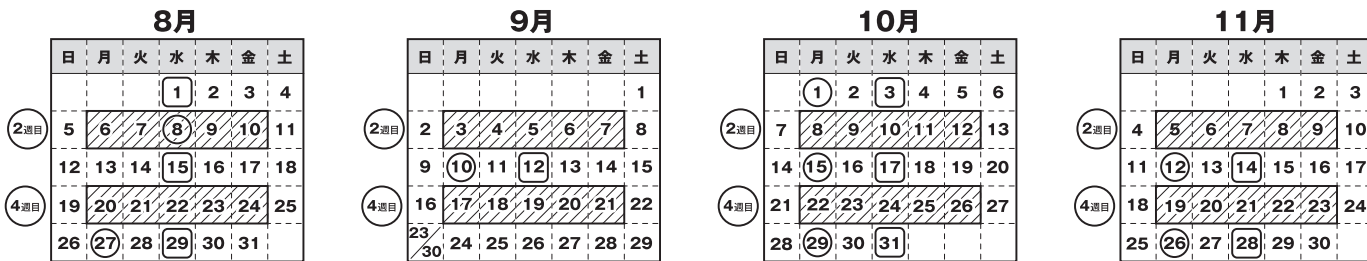 8月
日 月 火 水 木 金 土
1 2 3 4
2週目 5 6 7 8 9 10 11
12 13 14 15 16 17 18
4週目 19 20 21 22 23 24 25
26 27 28 29 30 31
9月
日 月 火 水 木 金 土
1
2週目 2 3 4 5 6 7 8
9 10 11 12 13 14 15
4週目 16 17 18 19 20 21 22
23/30 24 25 26 27 28 29
10月
日 月 火 水 木 金 土
1 2 3 4 5 6
2週目 7 8 9 10 11 12 13
14 15 16 17 18 19 20
4週目 21 22 23 24 25 26 27
28 29 30 31
11月
日 月 火 水 木 金 土
1 2 3
2週目 4 5 6 7 8 9 10
11 12 13 14 15 16 17
4週目 18 19 20 21 22 23 24
25 26 27 28 29 30